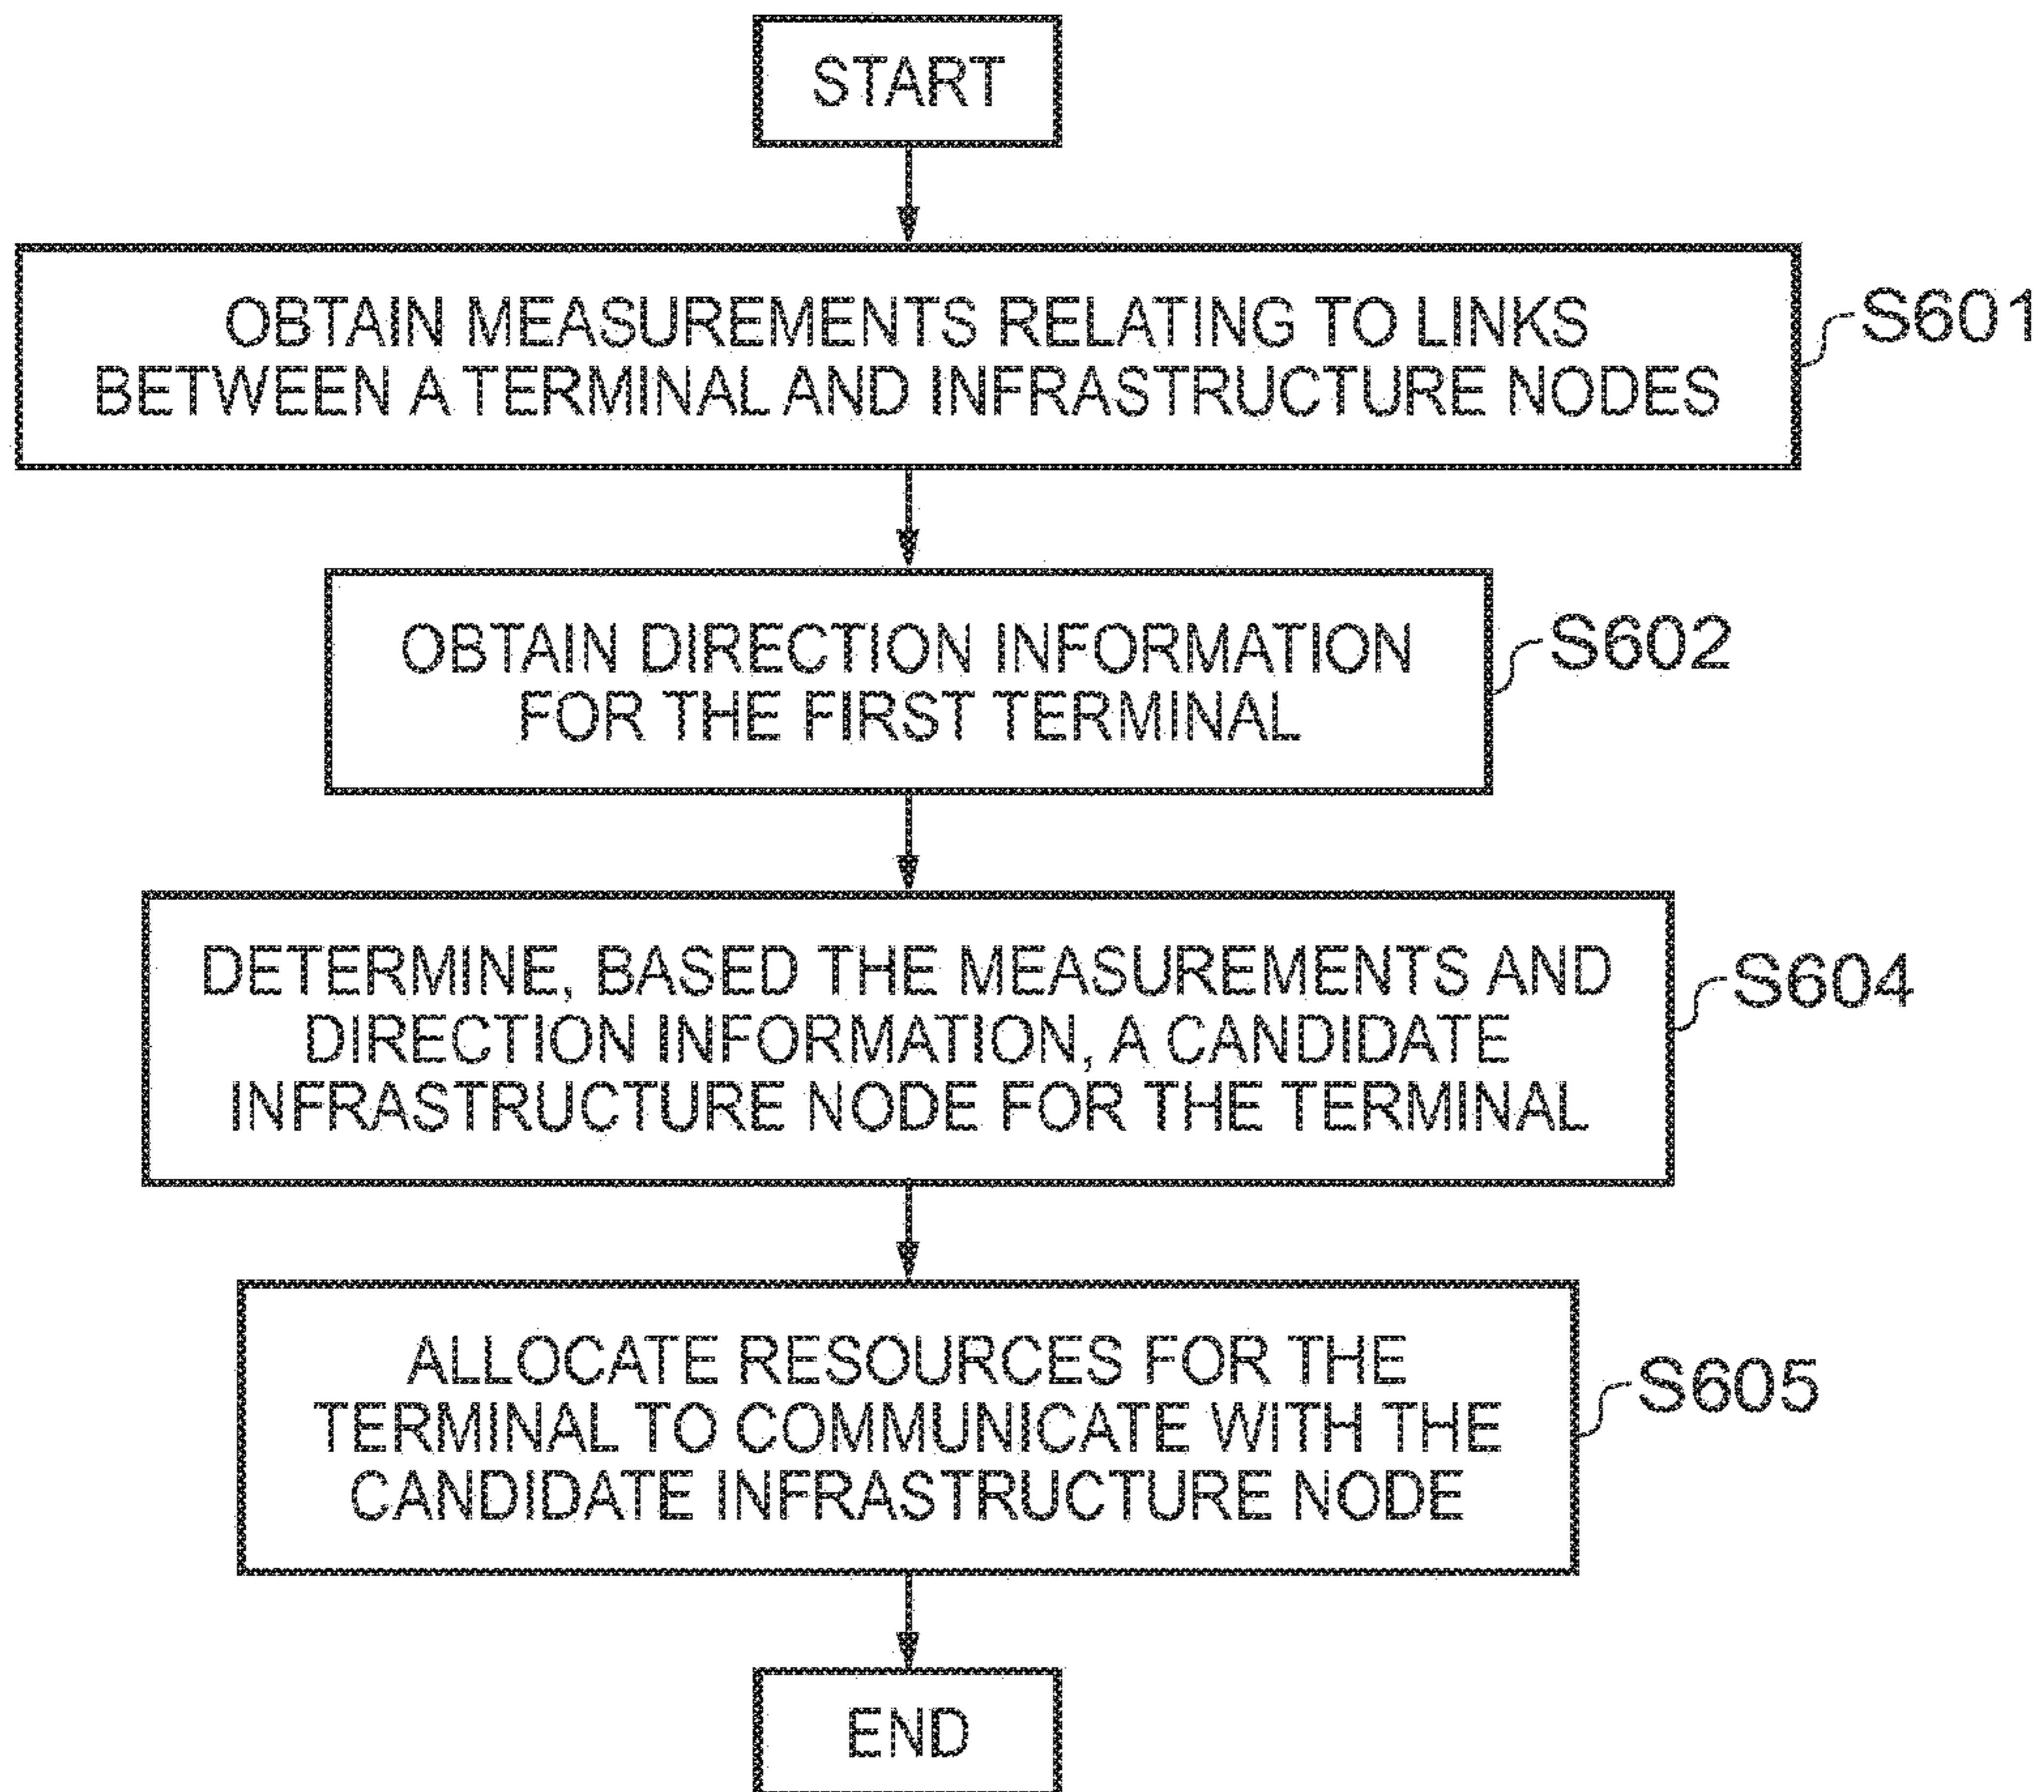 START
OBTAIN MEASUREMENTS RELATING TO LINKS
BETWEEN A TERMINAL AND INFRASTRUCTURE NODES
S601
OBTAIN DIRECTION INFORMATION
FOR THE FIRST TERMINAL
S602
DETERMINE, BASED THE MEASUREMENTS AND
DIRECTION INFORMATION, A CANDIDATE
INFRASTRUCTURE NODE FOR THE TERMINAL
S604
ALLOCATE RESOURCES FOR THE
TERMINAL TO COMMUNICATE WITH THE
CANDIDATE INFRASTRUCTURE NODE
S605
END